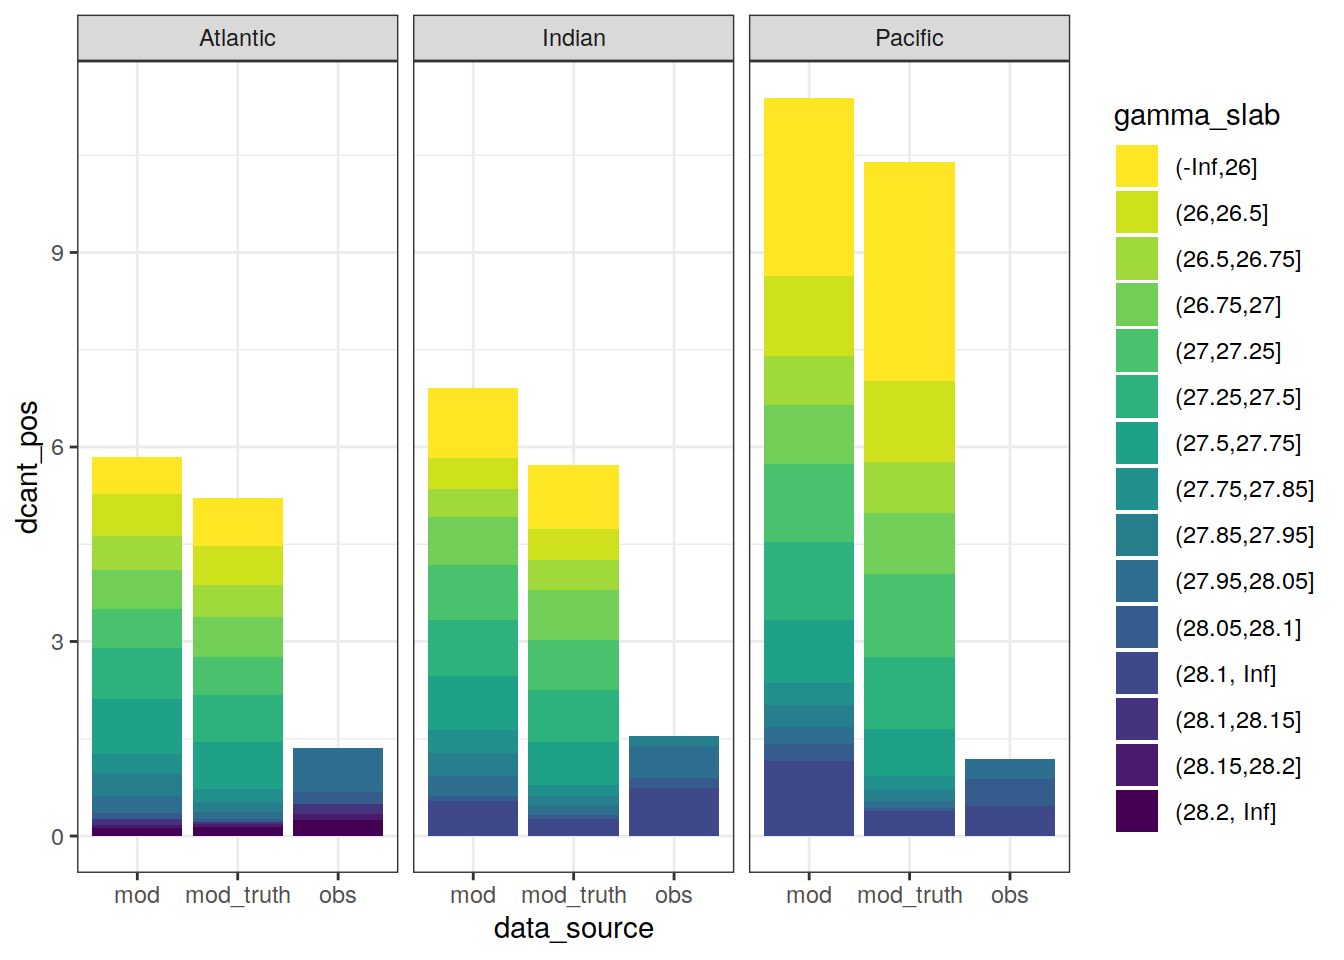 Atlantic
Indian
Pacific
dcant_pos
9
6
3
0
mod
mod_truth
obs
mod
mod_truth
obs
mod
mod_truth
obs
data_source
gamma_slab
(-Inf,26]
(26,26.5]
(26.5,26.75]
(26.75,27]
(27,27.25]
(27.25,27.5]
(27.5,27.75]
(27.75,27.85]
(27.85,27.95]
(27.95,28.05]
(28.05,28.1]
(28.1, Inf]
(28.1,28.15]
(28.15,28.2]
(28.2, Inf]